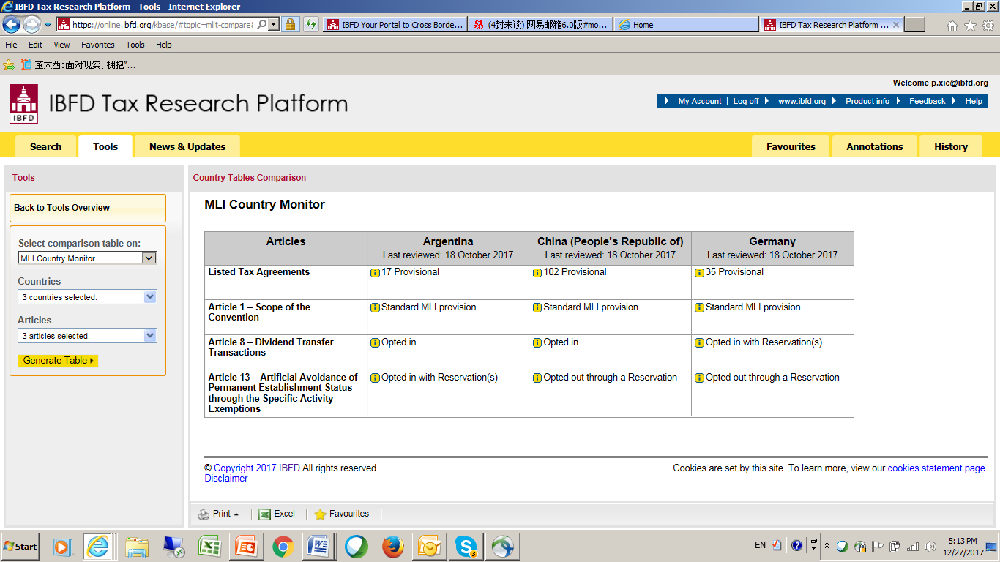 IBFD Tax Research Platform - Tools - Internet Explorer
https://online.ibfd.org/kbase/#topic=mlit-compare&
IBFD Your Portal to Cross Borde...
(4封未读) 网易邮箱6.0版#mo...
Home
IBFD Tax Research Platform ...
File Edit View Favorites Tools Help
董大酉:面对现实、拥抱“...
Welcome p.xie@ibfd.org
IBFD
IBFD Tax Research Platform
My Account | Log off www.ibfd.org Product info Feedback Help
Search Tools News & Updates Favourites Annotations History
Tools
Back to Tools Overview
Select comparison table on:
MLI Country Monitor
Countries
3 countries selected.
Articles
3 articles selected.
Generate Table
Country Tables Comparison
MLI Country Monitor
Articles Argentina China (People’s Republic of) Germany
Last reviewed: 18 October 2017 Last reviewed: 18 October 2017 Last reviewed: 18 October 2017
Listed Tax Agreements 17 Provisional 102 Provisional 35 Provisional
Article 1 – Scope of the Standard MLI provision Standard MLI provision Standard MLI provision
Convention
Article 8 – Dividend Transfer Opted in Opted in Opted in with Reservation(s)
Transactions
Article 13 – Artificial Avoidance of Opted in with Reservation(s) Opted out through a Reservation Opted out through a Reservation
Permanent Establishment Status
through the Specific Activity
Exemptions
© Copyright 2017 IBFD All rights reserved Cookies are set by this site. To learn more, view our cookies statement page.
Disclaimer
Print Excel Favourites
Start
EN
3
5:13 PM
12/27/2017